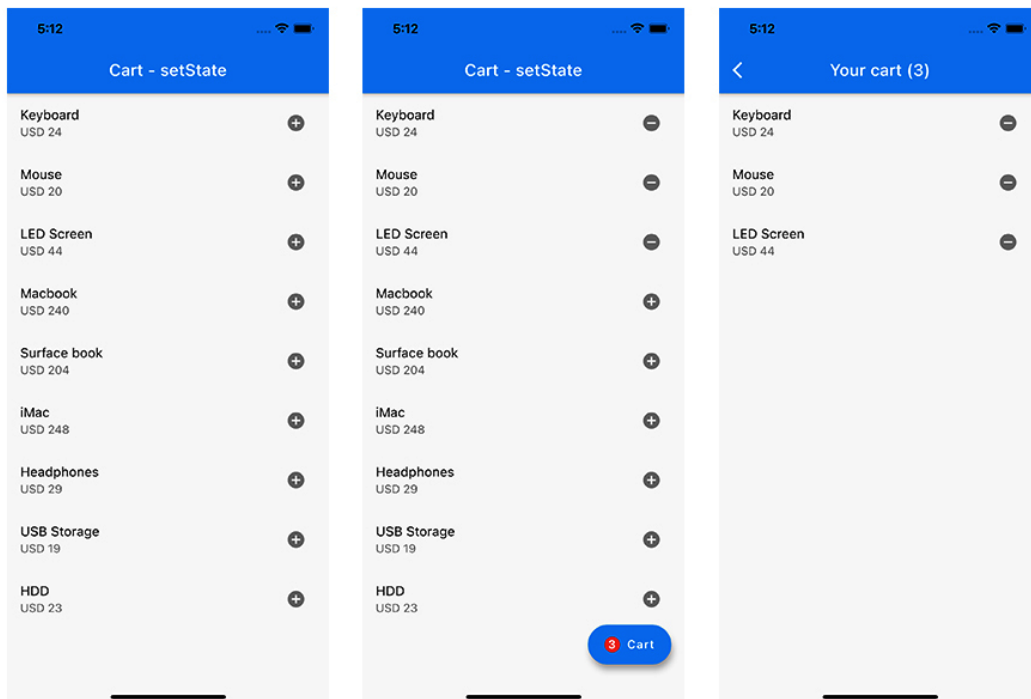 5:12
Cart - setState
Keyboard
USD 24
Mouse
USD 20
LED Screen
USD 44
Macbook
USD 240
Surface book
USD 204
iMac
USD 248
Headphones
USD 29
USB Storage
USD 19
HDD
USD 23
5:12
Cart - setState
Keyboard
USD 24
Mouse
USD 20
LED Screen
USD 44
Macbook
USD 240
Surface book
USD 204
iMac
USD 248
Headphones
USD 29
USB Storage
USD 19
HDD
USD 23
3 Cart
5:12
Your cart (3)
Keyboard
USD 24
Mouse
USD 20
LED Screen
USD 44